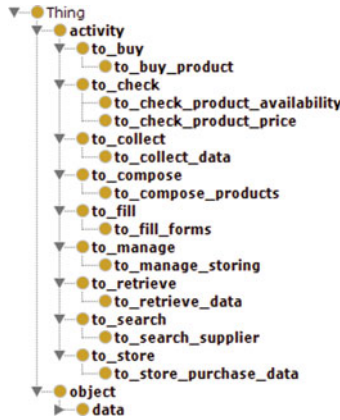 Thing
activity
to_buy
to_buy_product
to_check
to_check_product_availability
to_check_product_price
to_collect
to_collect_data
to_compose
to_compose_products
to_fill
to_fill_forms
to_manage
to_manage_storing
to_retrieve
to_retrieve_data
to_search
to_search_supplier
to_store
to_store_purchase_data
object
data